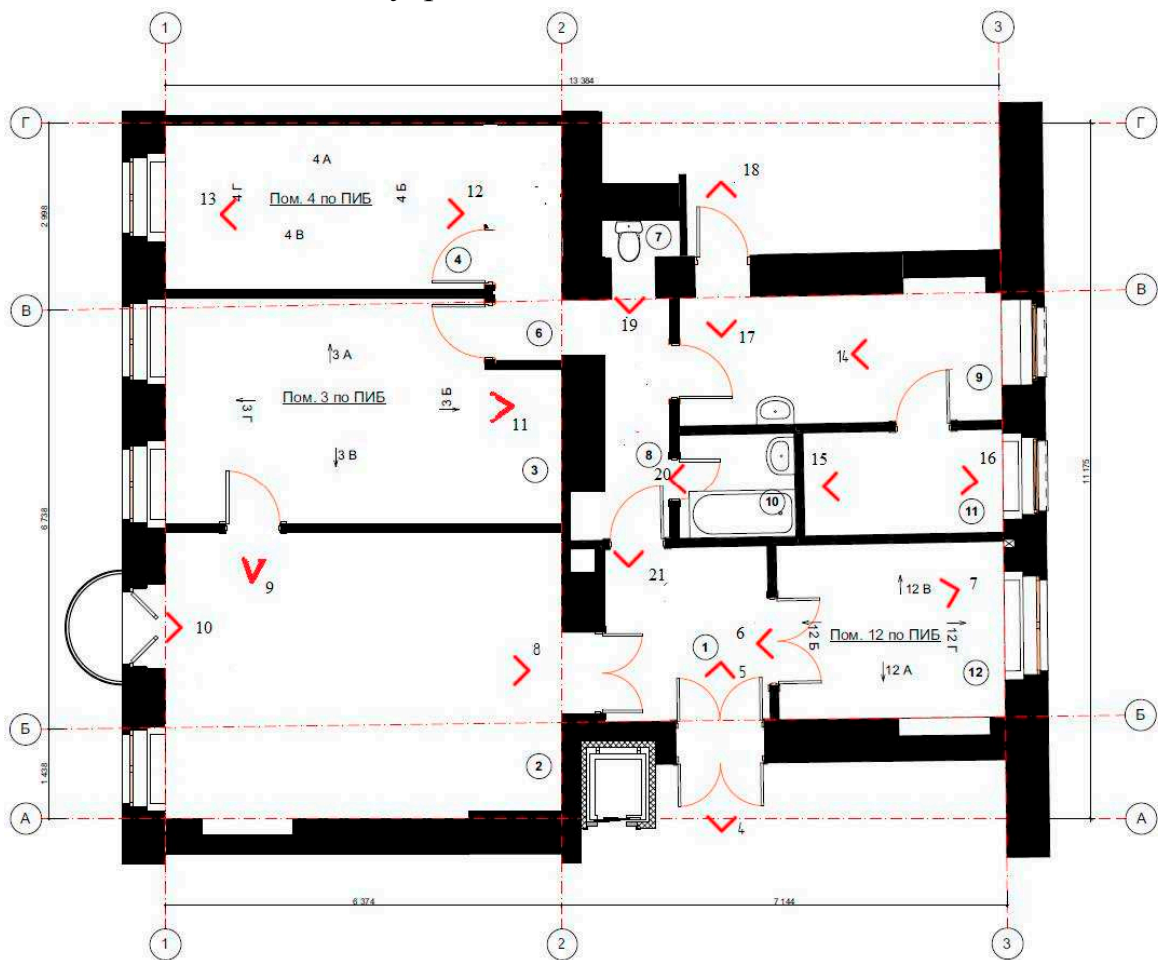 1 2 3
13 384
Г Г
4 А
18
13 4 Г Пом. 4 по ПИБ 4 Б 12
7
4 В
2 998
4
В В
6 19 17
3 А 14
9
3 Г Пом. 3 по ПИБ 3 Б
11
3 В 3
8 20 15 16
10 11
11 175
6 738
21
9 12 В 7
10 6 12 Б Пом. 12 по ПИБ 12 Г
8 1 5 12 А 12
Б Б
2
1 438
А 4 А
6 374 7 144
1 2 3